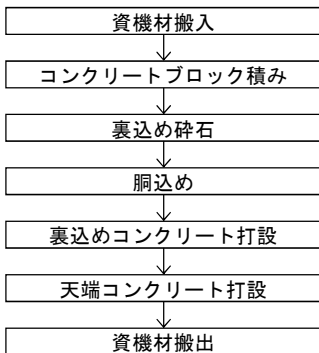 資機材搬入
コンクリートブロック積み
裏込め砕石
胴込め
裏込めコンクリート打設
天端コンクリート打設
資機材搬出